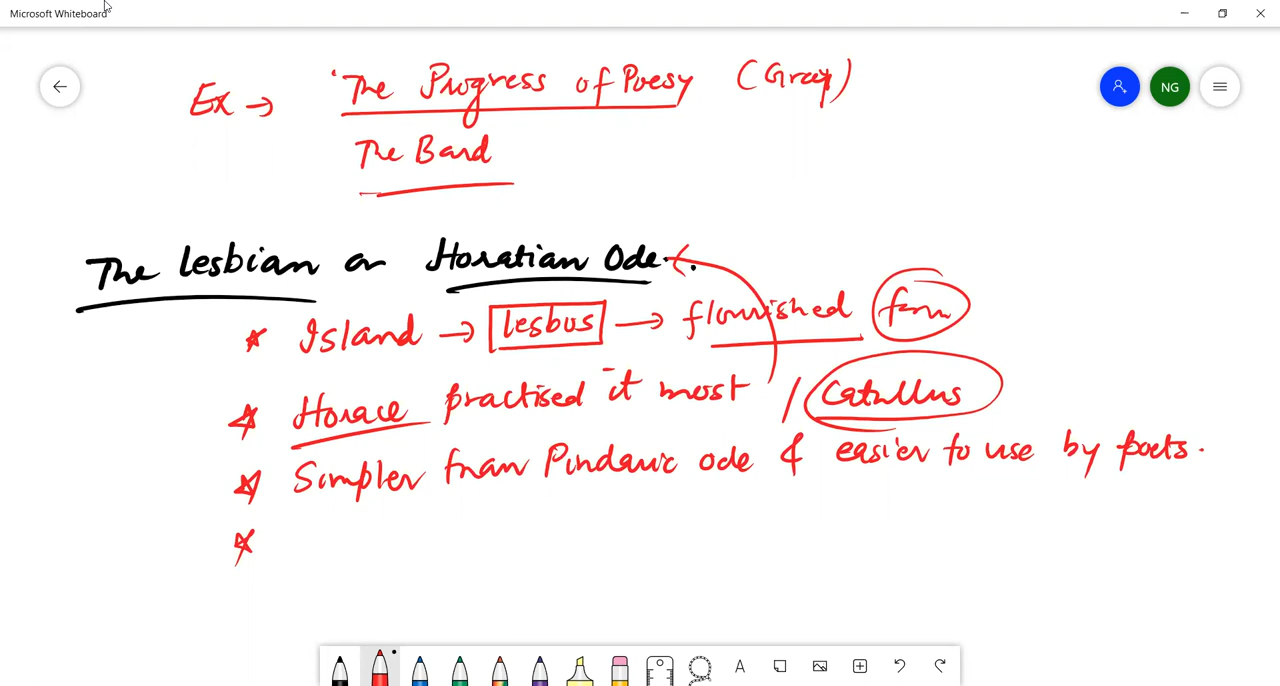 Microsoft Whiteboard
NG
Ex → 'The Progress of Poesy (Gray)
The Bard
The Lesbian or Horatian Ode.
* Island → Lesbus → flourished form
* Horace practised it most / Catullus
* Simpler than Pindaric ode & easier to use by poets.
*
A